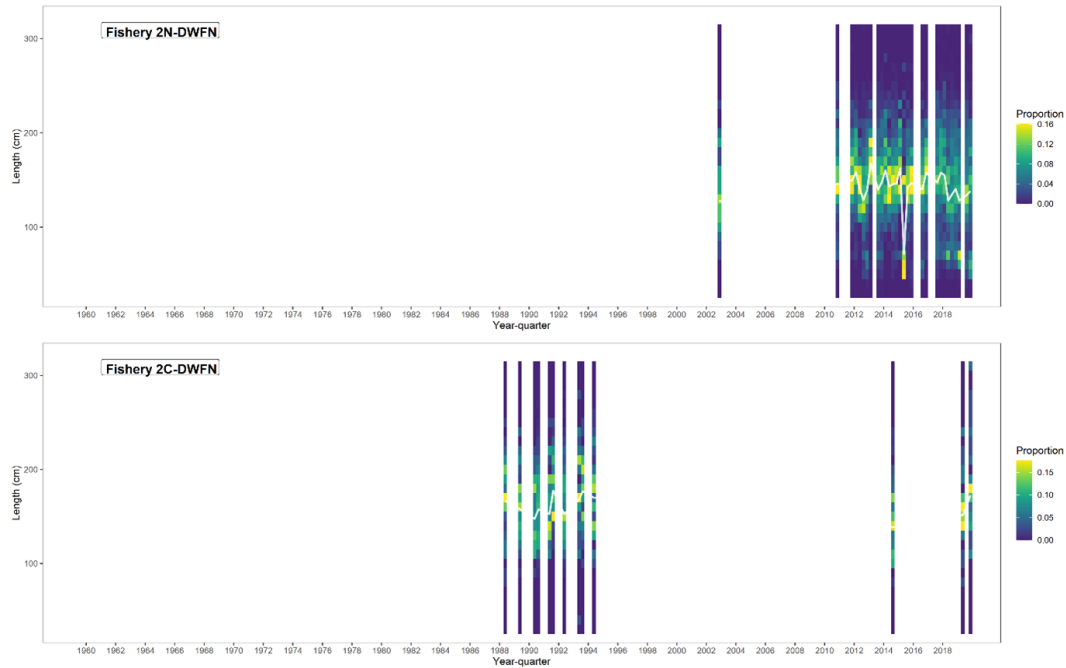 Fishery 2N-DWFN
300
200
100
Length (cm)
Proportion
0.16
0.12
0.08
0.04
0.00
1960 1962 1964 1966 1968 1970 1972 1974 1976 1978 1980 1982 1984 1986 1988 1990 1992 1994 1996 1998 2000 2002 2004 2006 2008 2010 2012 2014 2016 2018
Year-quarter
Fishery 2C-DWFN
300
200
100
Length (cm)
Proportion
0.15
0.10
0.05
0.00
1960 1962 1964 1966 1968 1970 1972 1974 1976 1978 1980 1982 1984 1986 1988 1990 1992 1994 1996 1998 2000 2002 2004 2006 2008 2010 2012 2014 2016 2018
Year-quarter